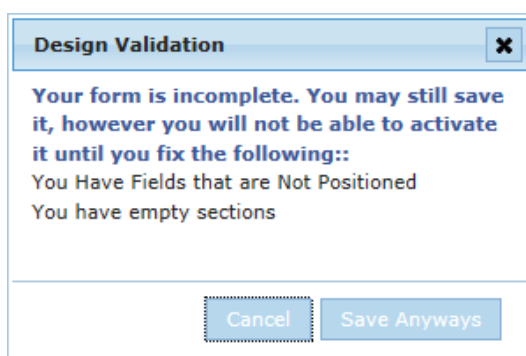 Design Validation
Your form is incomplete. You may still save
it, however you will not be able to activate
it until you fix the following::
You Have Fields that are Not Positioned
You have empty sections
Cancel Save Anyways